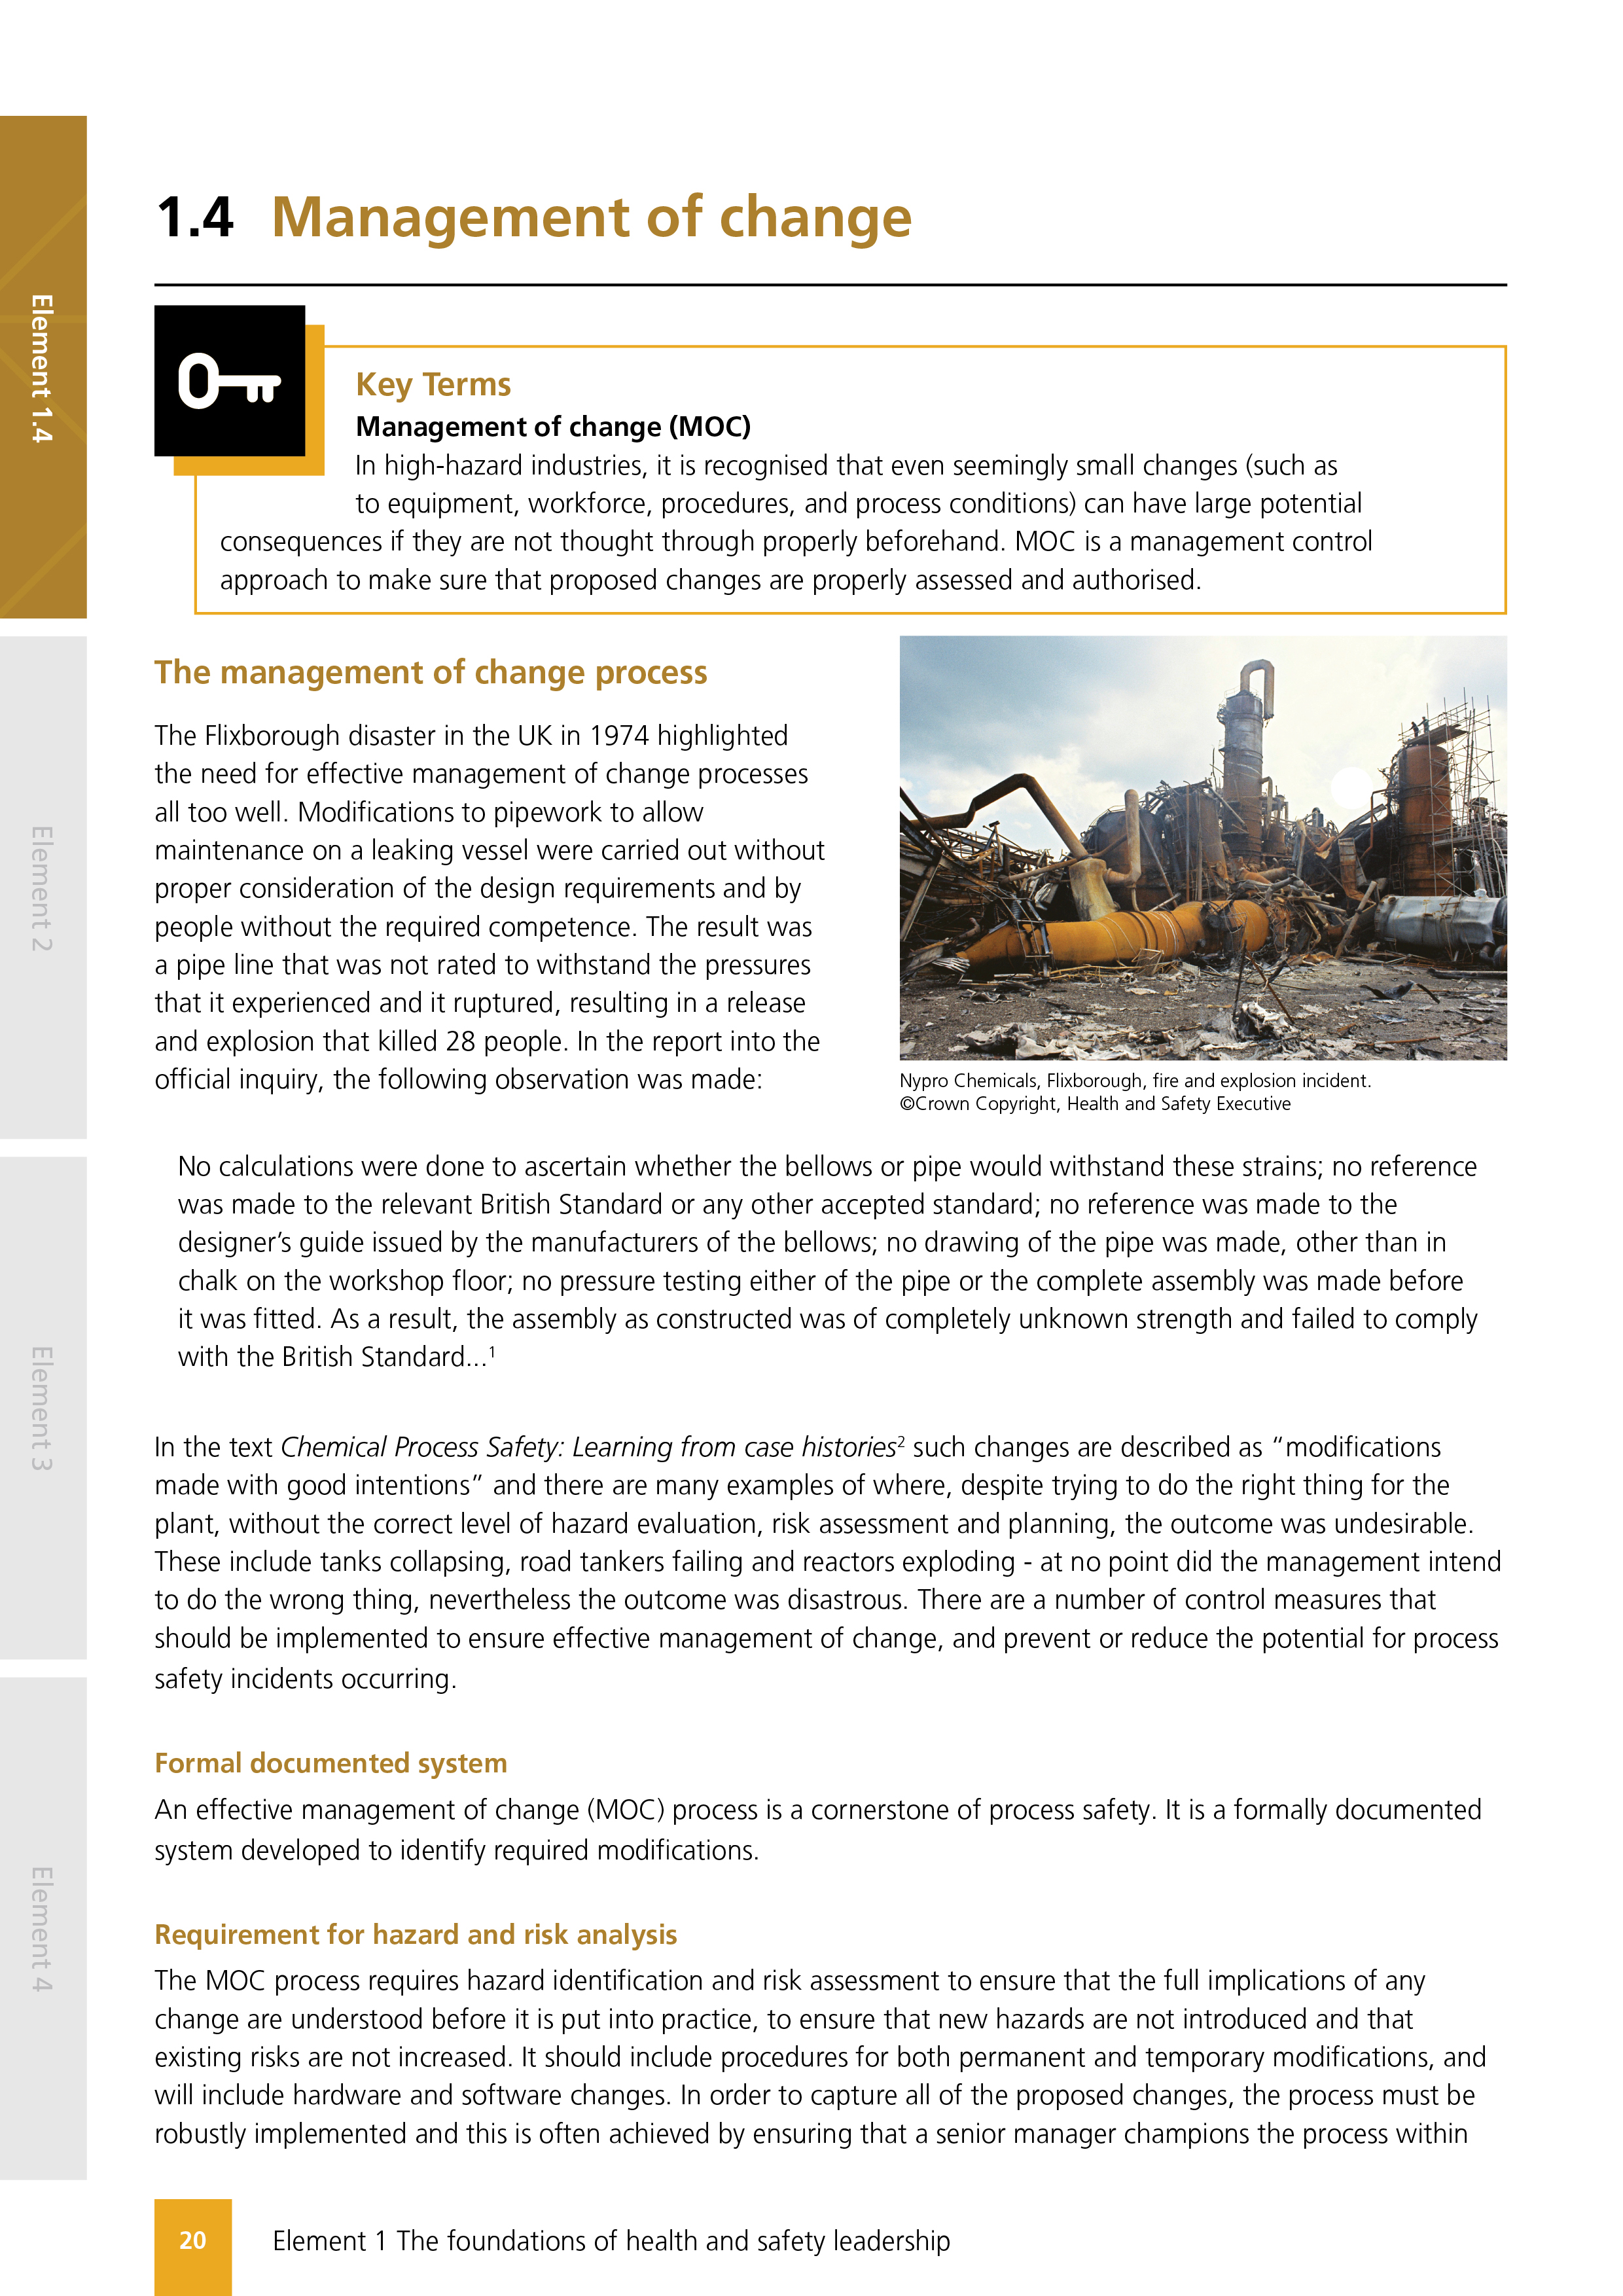 1.4 Management of change
Key Terms
Management of change (MOC)
In high-hazard industries, it is recognised that even seemingly small changes (such as
to equipment, workforce, procedures, and process conditions) can have large potential
consequences if they are not thought through properly beforehand. MOC is a management control
approach to make sure that proposed changes are properly assessed and authorised.
The management of change process
The Flixborough disaster in the UK in 1974 highlighted
the need for effective management of change processes
all too well. Modifications to pipework to allow
maintenance on a leaking vessel were carried out without
proper consideration of the design requirements and by
people without the required competence. The result was
a pipe line that was not rated to withstand the pressures
that it experienced and it ruptured, resulting in a release
and explosion that killed 28 people. In the report into the
official inquiry, the following observation was made:
Nypro Chemicals, Flixborough, fire and explosion incident.
©Crown Copyright, Health and Safety Executive
No calculations were done to ascertain whether the bellows or pipe would withstand these strains; no reference
was made to the relevant British Standard or any other accepted standard; no reference was made to the
designer’s guide issued by the manufacturers of the bellows; no drawing of the pipe was made, other than in
chalk on the workshop floor; no pressure testing either of the pipe or the complete assembly was made before
it was fitted. As a result, the assembly as constructed was of completely unknown strength and failed to comply
with the British Standard...¹
In the text Chemical Process Safety: Learning from case histories² such changes are described as “modifications
made with good intentions” and there are many examples of where, despite trying to do the right thing for the
plant, without the correct level of hazard evaluation, risk assessment and planning, the outcome was undesirable.
These include tanks collapsing, road tankers failing and reactors exploding - at no point did the management intend
to do the wrong thing, nevertheless the outcome was disastrous. There are a number of control measures that
should be implemented to ensure effective management of change, and prevent or reduce the potential for process
safety incidents occurring.
Formal documented system
An effective management of change (MOC) process is a cornerstone of process safety. It is a formally documented
system developed to identify required modifications.
Requirement for hazard and risk analysis
The MOC process requires hazard identification and risk assessment to ensure that the full implications of any
change are understood before it is put into practice, to ensure that new hazards are not introduced and that
existing risks are not increased. It should include procedures for both permanent and temporary modifications, and
will include hardware and software changes. In order to capture all of the proposed changes, the process must be
robustly implemented and this is often achieved by ensuring that a senior manager champions the process within
20 Element 1 The foundations of health and safety leadership
Element 1.4
Element 2
Element 3
Element 4